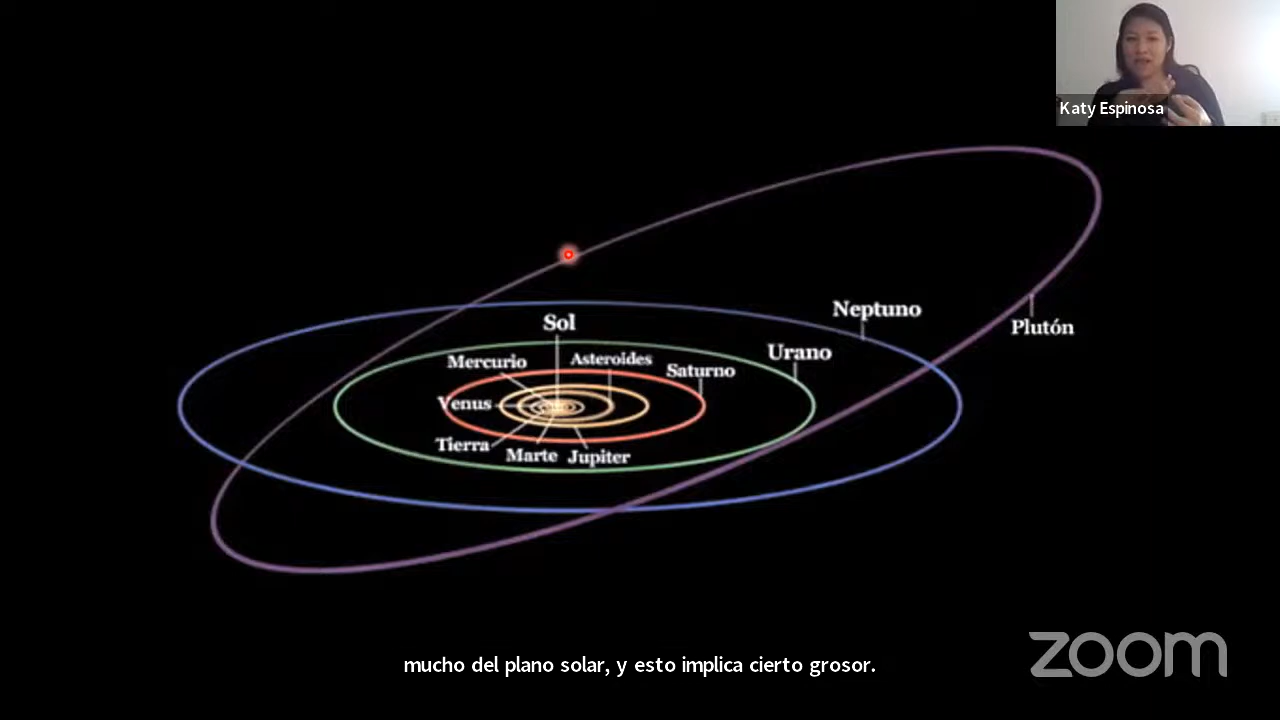 Katy Espinosa
Neptuno
Sol
Plutón
Urano
Mercurio
Asteroides
Saturno
Venus
Tierra
Marte
Jupiter
mucho del plano solar, y esto implica cierto grosor.
zoom